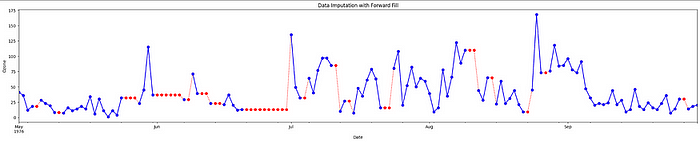 Data Imputation with Forward Fill
175
150
125
100
75
50
25
0
Ozone
May
1976
Jun
Jul
Aug
Sep
Date